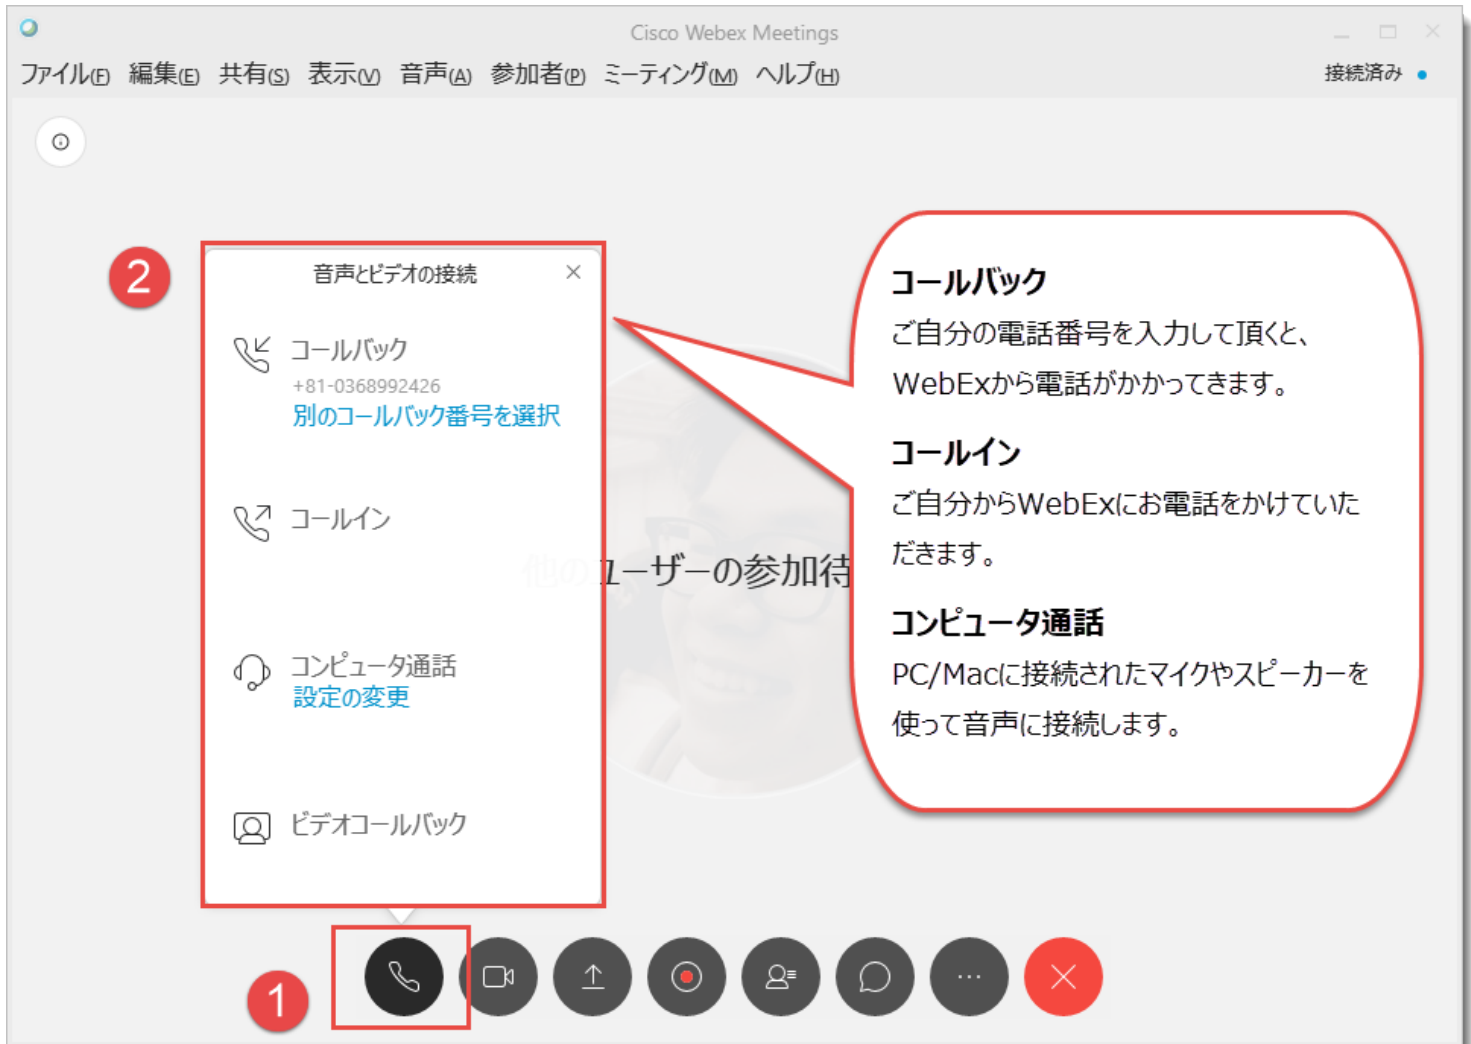 Cisco Webex Meetings
ファイル(F) 編集(E) 共有(S) 表示(V) 音声(A) 参加者(P) ミーティング(M) ヘルプ(H) 接続済み
2
音声とビデオの接続
コールバック
+81-0368992426
別のコールバック番号を選択
コールイン
コンピュータ通話
設定の変更
ビデオコールバック
他のユーザーの参加待
コールバック
ご自分の電話番号を入力して頂くと、
WebExから電話がかかってきます。
コールイン
ご自分からWebExにお電話をかけていた
だきます。
コンピュータ通話
PC/Macに接続されたマイクやスピーカーを
使って音声に接続します。
1